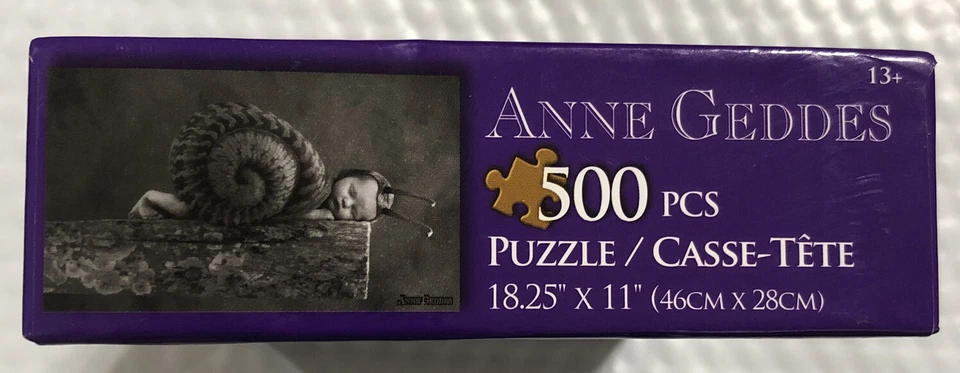 13+
ANNE GEDDES
500 PCS
PUZZLE / CASSE-TÊTE
18.25" X 11" (46CM X 28CM)
ANNE GEDDES